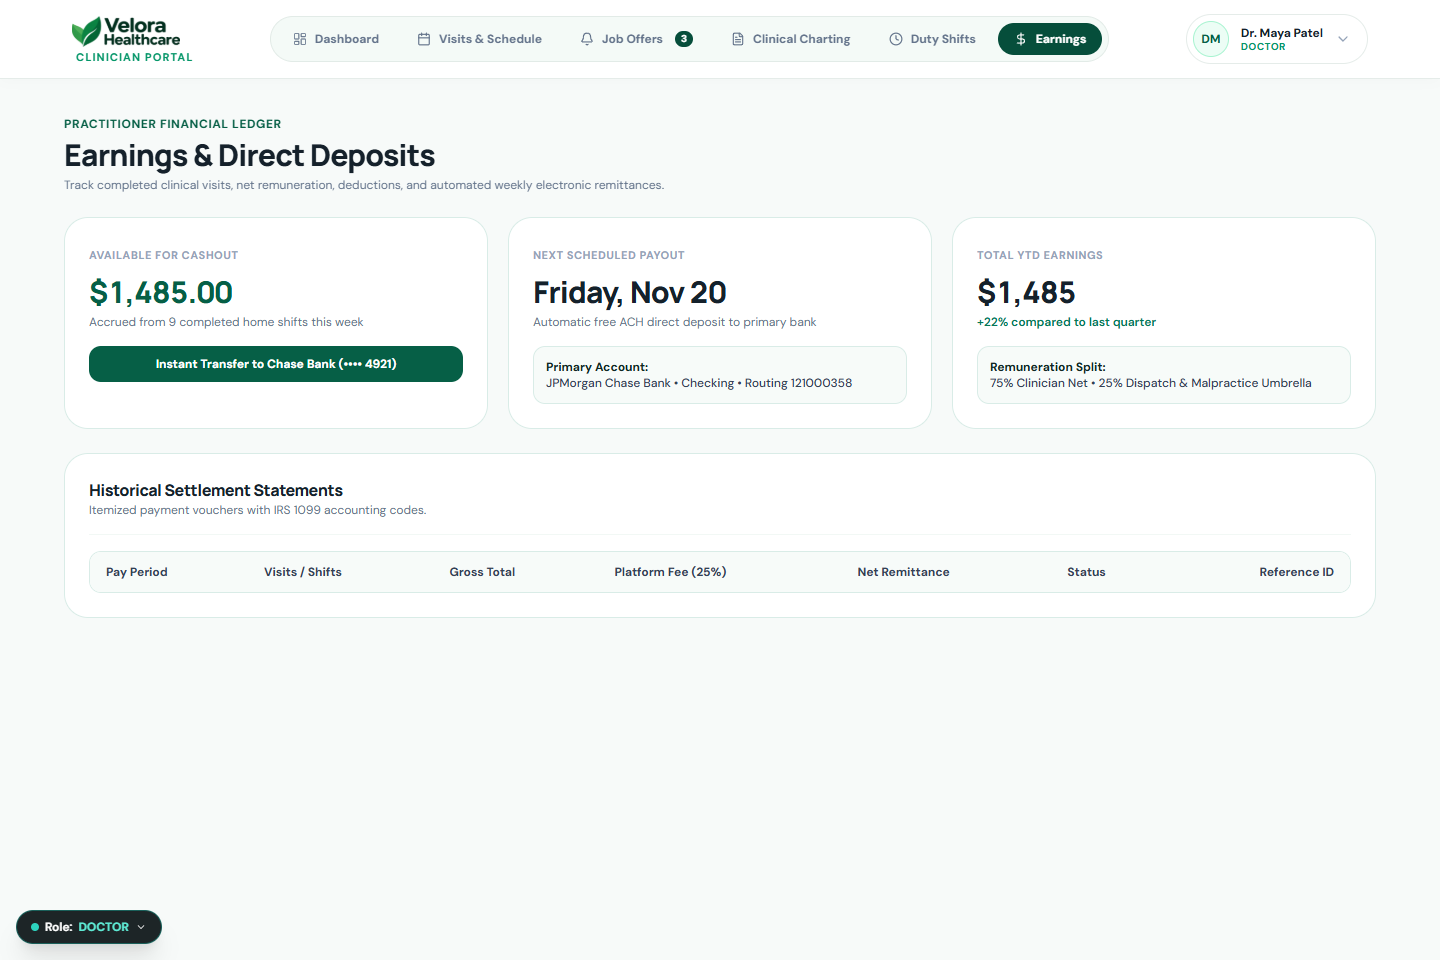 Velora
Healthcare
CLINICIAN PORTAL
Dashboard
Visits & Schedule
Job Offers 3
Clinical Charting
Duty Shifts
Earnings
DM
Dr. Maya Patel
DOCTOR
PRACTITIONER FINANCIAL LEDGER
Earnings & Direct Deposits
Track completed clinical visits, net remuneration, deductions, and automated weekly electronic remittances.
AVAILABLE FOR CASHOUT
$1,485.00
Accrued from 9 completed home shifts this week
Instant Transfer to Chase Bank (•••• 4921)
NEXT SCHEDULED PAYOUT
Friday, Nov 20
Automatic free ACH direct deposit to primary bank
Primary Account:
JPMorgan Chase Bank • Checking • Routing 121000358
TOTAL YTD EARNINGS
$1,485
+22% compared to last quarter
Remuneration Split:
75% Clinician Net • 25% Dispatch & Malpractice Umbrella
Historical Settlement Statements
Itemized payment vouchers with IRS 1099 accounting codes.
Pay Period Visits / Shifts Gross Total Platform Fee (25%) Net Remittance Status Reference ID
Role: DOCTOR